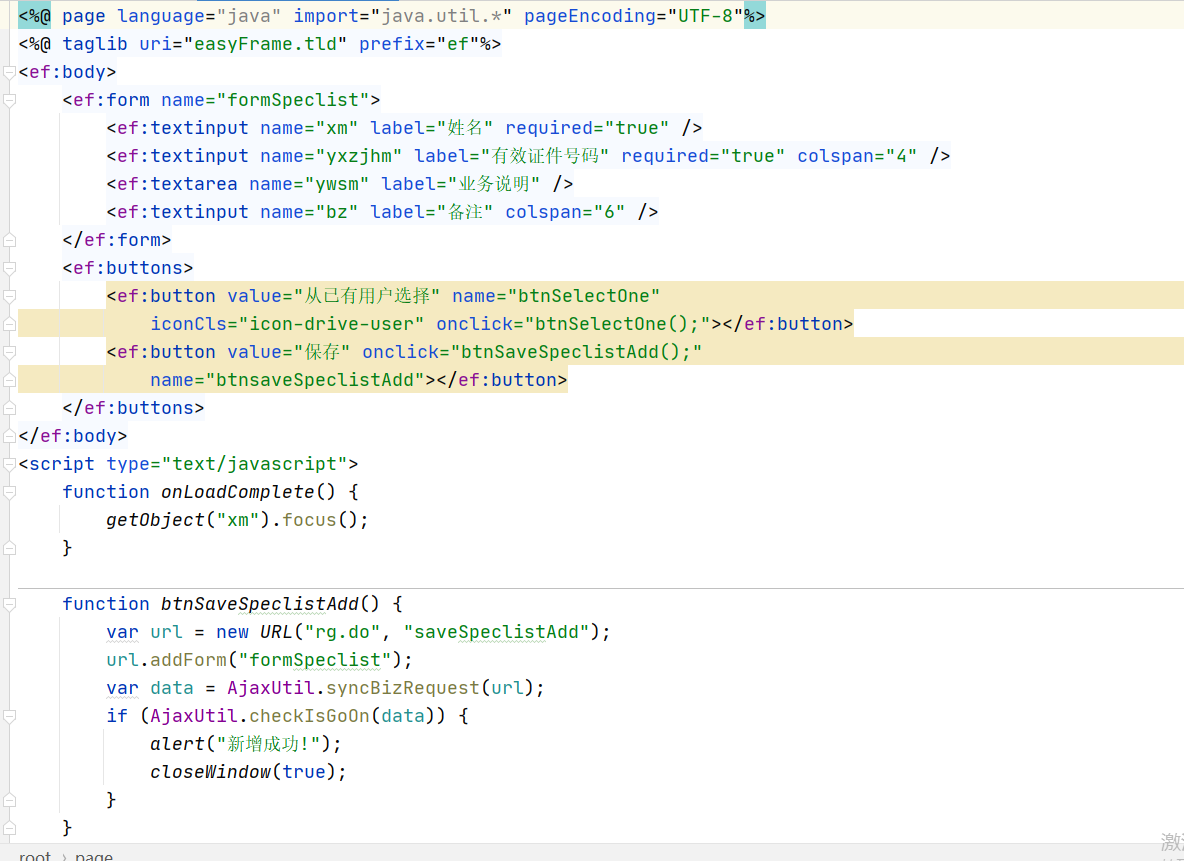 <%@ page language="java" import="java.util.*" pageEncoding="UTF-8"%>
<%@ taglib uri="easyFrame.tld" prefix="ef"%>
<ef:body>
    <ef:form name="formSpeclist">
        <ef:textinput name="xm" label="姓名" required="true" />
        <ef:textinput name="yxzjhm" label="有效证件号码" required="true" colspan="4" />
        <ef:textarea name="ywsm" label="业务说明" />
        <ef:textinput name="bz" label="备注" colspan="6" />
    </ef:form>
    <ef:buttons>
        <ef:button value="从已有用户选择" name="btnSelectOne"
            iconCls="icon-drive-user" onclick="btnSelectOne();"></ef:button>
        <ef:button value="保存" onclick="btnSaveSpeclistAdd();"
            name="btnsaveSpeclistAdd"></ef:button>
    </ef:buttons>
</ef:body>
<script type="text/javascript">
    function onLoadComplete() {
        getObject("xm").focus();
    }
    function btnSaveSpeclistAdd() {
        var url = new URL("rg.do", "saveSpeclistAdd");
        url.addForm("formSpeclist");
        var data = AjaxUtil.syncBizRequest(url);
        if (AjaxUtil.checkIsGoOn(data)) {
            alert("新增成功!");
            closeWindow(true);
        }
    }
root › page